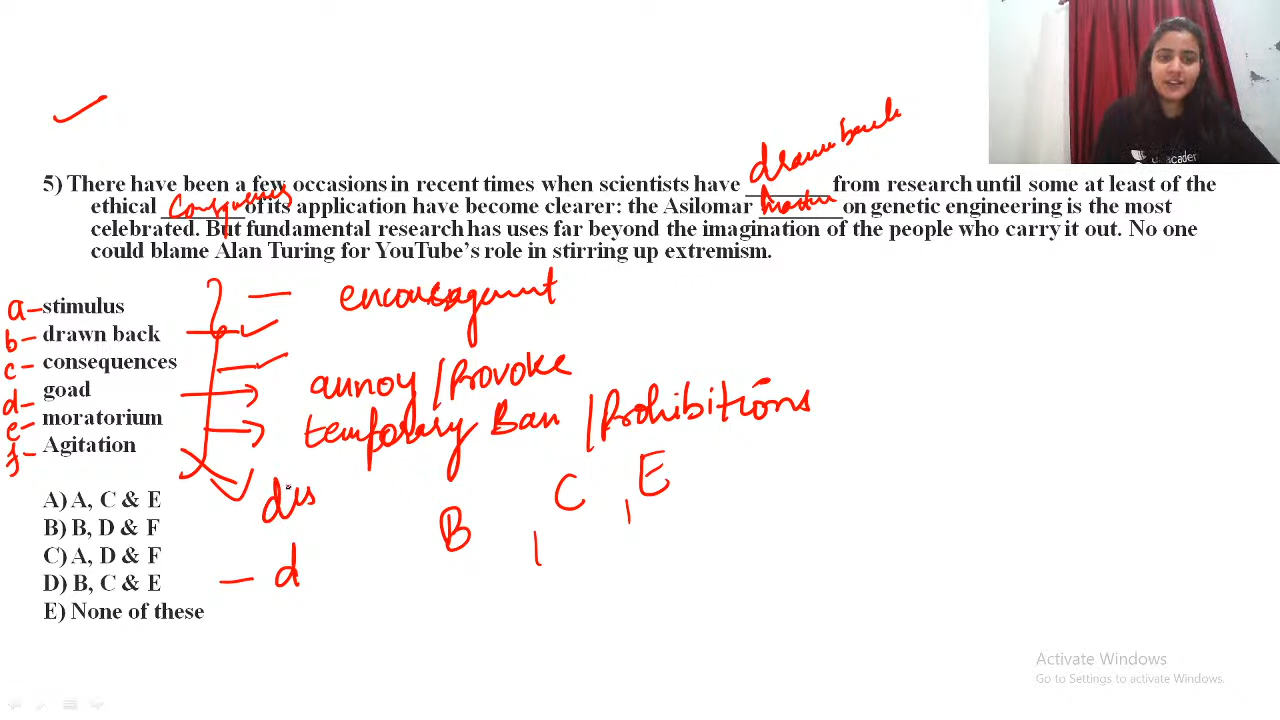 drawn back
5) There have been a few occasions in recent times when scientists have ________ from research until some at least of the
ethical consequences of its application have become clearer: the Asilomar ________ on genetic engineering is the most
celebrated. But fundamental research has uses far beyond the imagination of the people who carry it out. No one
could blame Alan Turing for YouTube's role in stirring up extremism.
a- stimulus — encouragement
b- drawn back
c- consequences
d- goad annoy / Provoke
e- moratorium temporary Ban / Prohibitions
f- Agitation
dis
B, C, E
A) A, C & E
B) B, D & F
C) A, D & F
D) B, C & E — d
E) None of these
Activate Windows
Go to Settings to activate Windows.